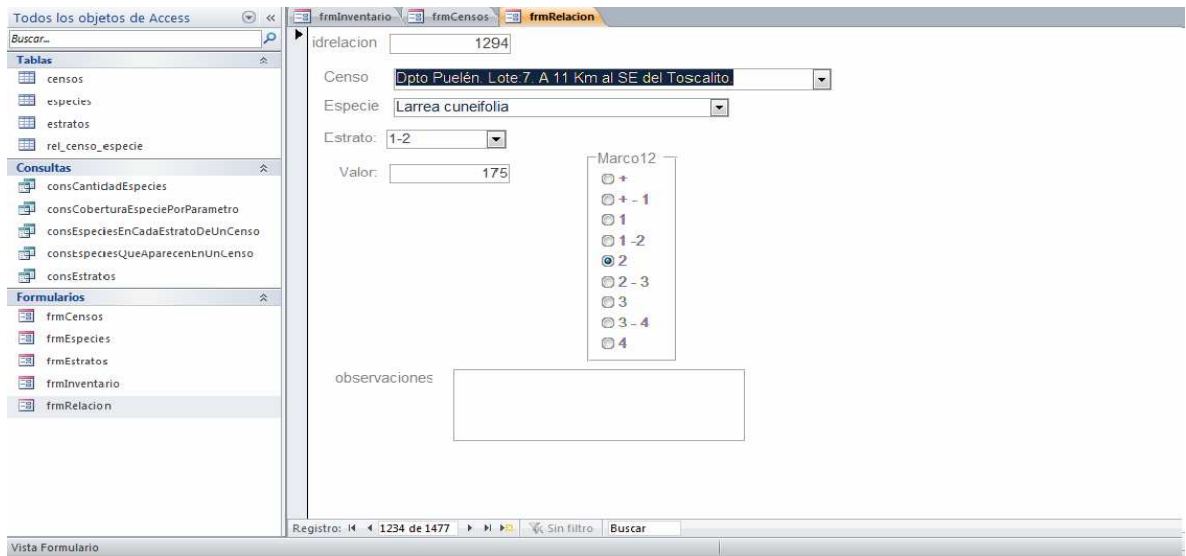 Todos los objetos de Access
Buscar...
Tablas
censos
especies
estratos
rel_censo_especie
Consultas
consCantidadEspecies
consCoberturaEspeciePorParametro
consEspeciesEnCadaEstratoDeUnCenso
consEspeciesQueAparecenEnUnCenso
consEstratos
Formularios
frmCensos
frmEspecies
frmEstratos
frmInventario
frmRelacion
frmInventario frmCensos frmRelacion
idrelacion 1294
Censo Dpto Puelén. Lote:7. A 11 Km al SE del Toscalito.
Especie Larrea cuneifolia
Estrato: 1-2
Valor: 175
Marco12
+
+ - 1
1
1 -2
2
2 - 3
3
3 - 4
4
observaciones
Registro: 1234 de 1477 Sin filtro Buscar
Vista Formulario